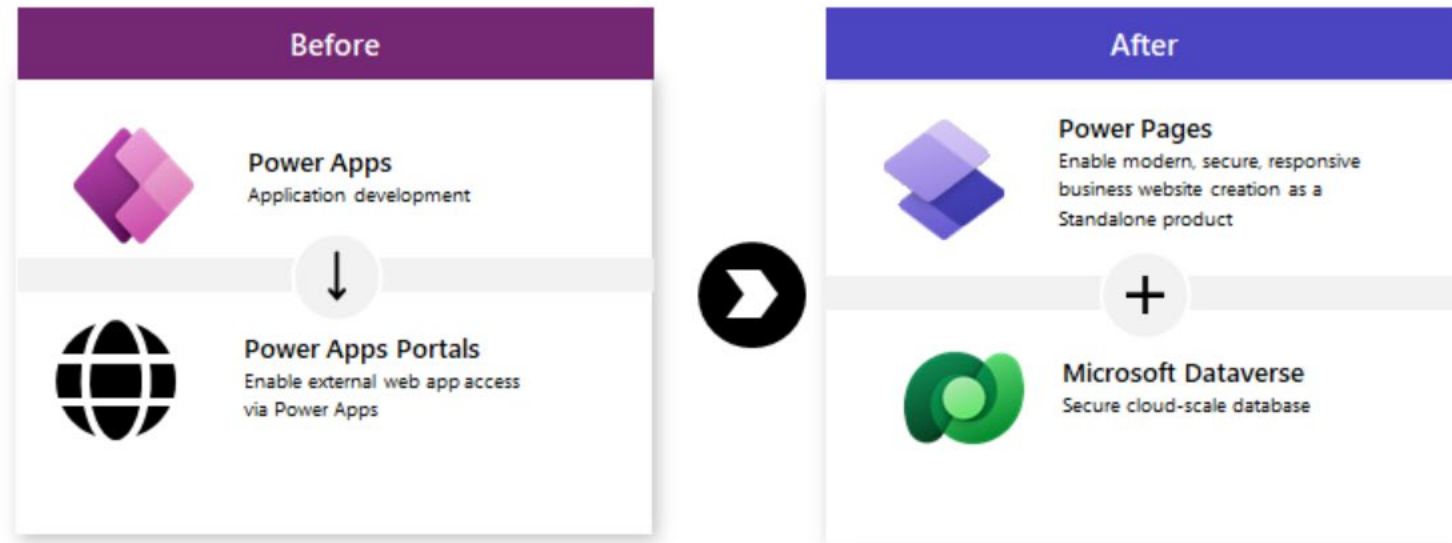 Before
Power Apps
Application development
Power Apps Portals
Enable external web app access
via Power Apps
After
Power Pages
Enable modern, secure, responsive
business website creation as a
Standalone product
Microsoft Dataverse
Secure cloud-scale database